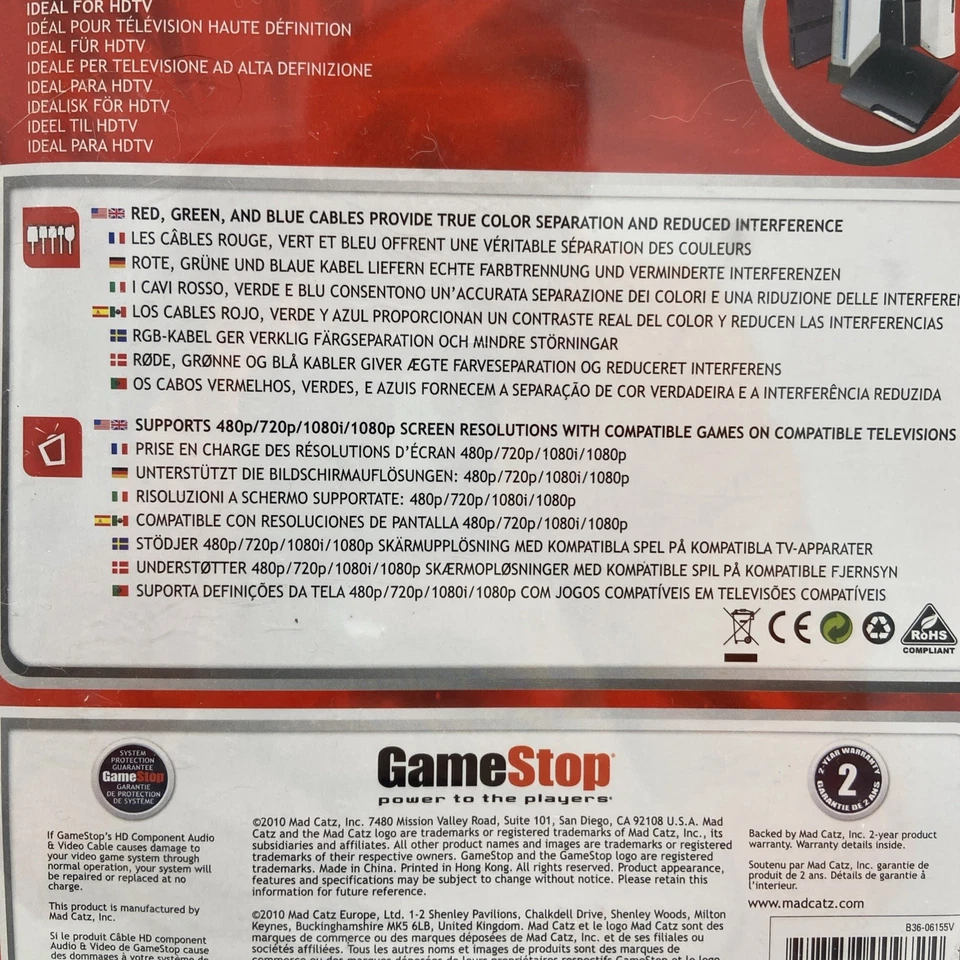 IDEAL FOR HDTV
IDÉAL POUR TÉLÉVISION HAUTE DÉFINITION
IDEAL FÜR HDTV
IDEALE PER TELEVISIONE AD ALTA DEFINIZIONE
IDEAL PARA HDTV
IDEALISK FÖR HDTV
IDEEL TIL HDTV
IDEAL PARA HDTV
RED, GREEN, AND BLUE CABLES PROVIDE TRUE COLOR SEPARATION AND REDUCED INTERFERENCE
LES CÂBLES ROUGE, VERT ET BLEU OFFRENT UNE VÉRITABLE SÉPARATION DES COULEURS
ROTE, GRÜNE UND BLAUE KABEL LIEFERN ECHTE FARBTRENNUNG UND VERMINDERTE INTERFERENZEN
I CAVI ROSSO, VERDE E BLU CONSENTONO UN'ACCURATA SEPARAZIONE DEI COLORI E UNA RIDUZIONE DELLE
LOS CABLES ROJO, VERDE Y AZUL PROPORCIONAN UN CONTRASTE REAL DEL COLOR Y REDUCEN LAS INTERFERENCIAS
RGB-KABEL GER VERKLIG FÄRGSEPARATION OCH MINDRE STÖRNINGAR
RØDE, GRØNNE OG BLÅ KABLER GIVER ÆGTE FARVESEPARATION OG REDUCERET INTERFERENS
OS CABOS VERMELHOS, VERDES, E AZUIS FORNECEM A SEPARAÇÃO DE COR VERDADEIRA E A INTERFERÊNCIA REDUZIDA
SUPPORTS 480p/720p/1080i/1080p SCREEN RESOLUTIONS WITH COMPATIBLE GAMES ON COMPATIBLE TELEVISIONS
PRISE EN CHARGE DES RÉSOLUTIONS D'ÉCRAN 480p/720p/1080i/1080p
UNTERSTÜTZT DIE BILDSCHIRMAUFLÖSUNGEN: 480p/720p/1080i/1080p
RISOLUZIONI A SCHERMO SUPPORTATE: 480p/720p/1080i/1080p
COMPATIBLE CON RESOLUCIONES DE PANTALLA 480p/720p/1080i/1080p
STÖDJER 480p/720p/1080i/1080p SKÄRMUPPLÖSNING MED KOMPATIBLA SPEL PÅ KOMPATIBLA TV-APPARATER
UNDERSTØTTER 480p/720p/1080i/1080p SKÆRMOPLØSNINGER MED KOMPATIBLE SPIL PÅ KOMPATIBLE FJERNSYN
SUPORTA DEFINIÇÕES DA TELA 480p/720p/1080i/1080p COM JOGOS COMPATÍVEIS EM TELEVISÕES COMPATÍVEIS
CE
RoHS
COMPLIANT
SYSTEM
PROTECTION
GUARANTEE
GameStop
GARANTIE
DE PROTECTION
DE SYSTÈME
If GameStop's HD Component Audio
& Video Cable causes damage to
your video game system through
normal operation, your system will
be repaired or replaced at no
charge.
This product is manufactured by
Mad Catz, Inc.
Si le produit Câble HD component
Audio & Video de GameStop cause
des dommages à votre système de
GameStop
power to the players
©2010 Mad Catz, Inc. 7480 Mission Valley Road, Suite 101, San Diego, CA 92108 U.S.A. Mad
Catz and the Mad Catz logo are trademarks or registered trademarks of Mad Catz, Inc., its
subsidiaries and affiliates. All other product names and images are trademarks or registered
trademarks of their respective owners. GameStop and the GameStop logo are registered
trademarks. Made in China. Printed in Hong Kong. All rights reserved. Product appearance,
features and specifications may be subject to change without notice. Please retain this
information for future reference.
©2010 Mad Catz Europe, Ltd. 1-2 Shenley Pavilions, Chalkdell Drive, Shenley Woods, Milton
Keynes, Buckinghamshire MK5 6LB, United Kingdom. Mad Catz et le logo Mad Catz sont des
marques de commerce ou des marques déposées de Mad Catz, Inc. et de ses filiales ou
sociétés affiliées. Tous les autres noms et images de produits sont des marques de
commerce ou des marques déposées de leurs propriétaires respectifs GameStop et le logo
2-YEAR WARRANTY
2
GARANTIE DE 2 ANS
Backed by Mad Catz, Inc. 2-year product
warranty. Warranty details inside.
Soutenu par Mad Catz, Inc. garantie de
produit de 2 ans. Détails de garantie à
l'interieur.
www.madcatz.com
B36-06155V